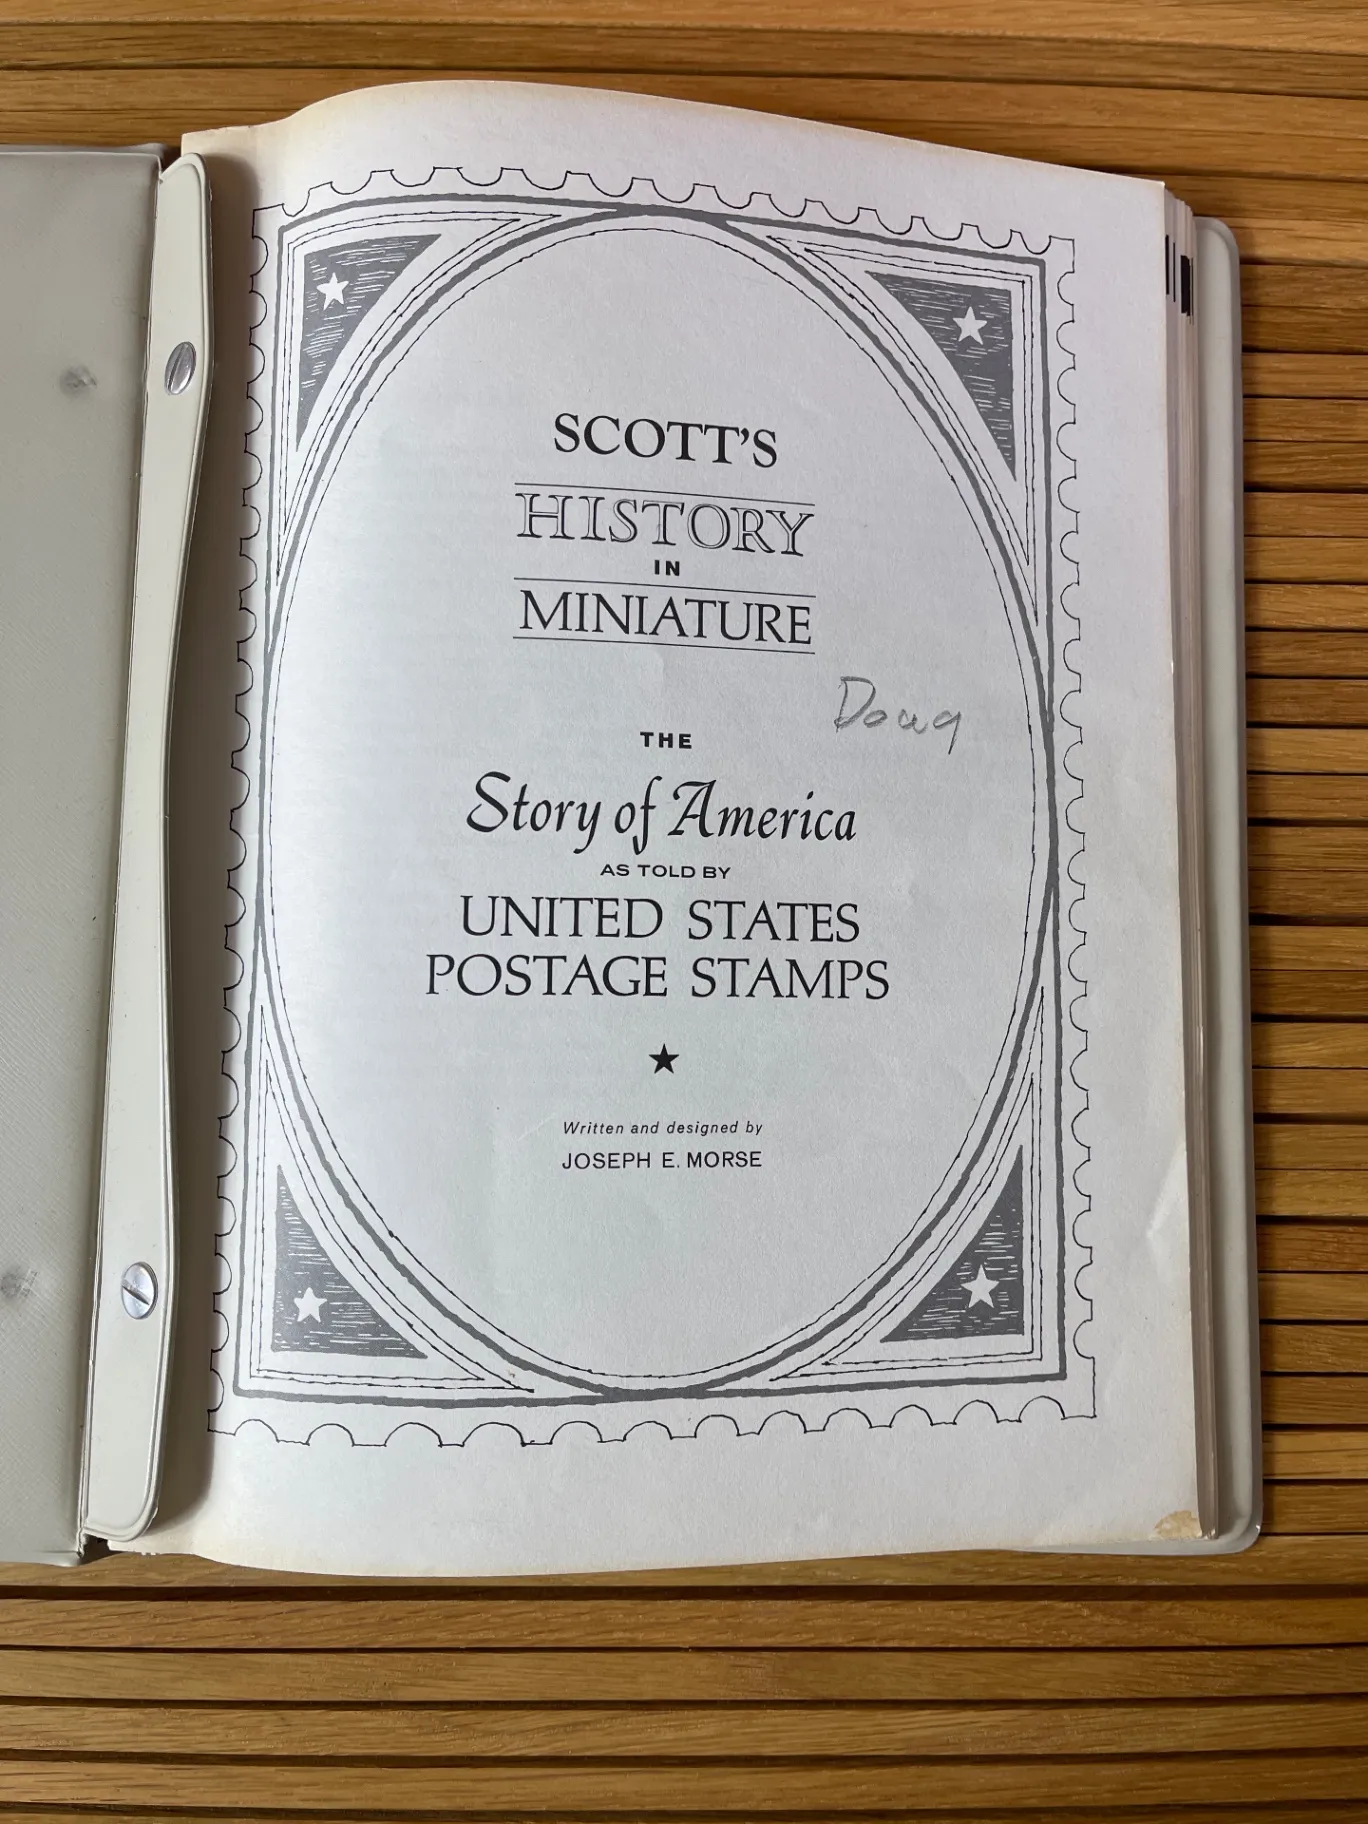 SCOTT'S
HISTORY
IN
MINIATURE
Doug
THE
Story of America
AS TOLD BY
UNITED STATES
POSTAGE STAMPS
Written and designed by
JOSEPH E. MORSE